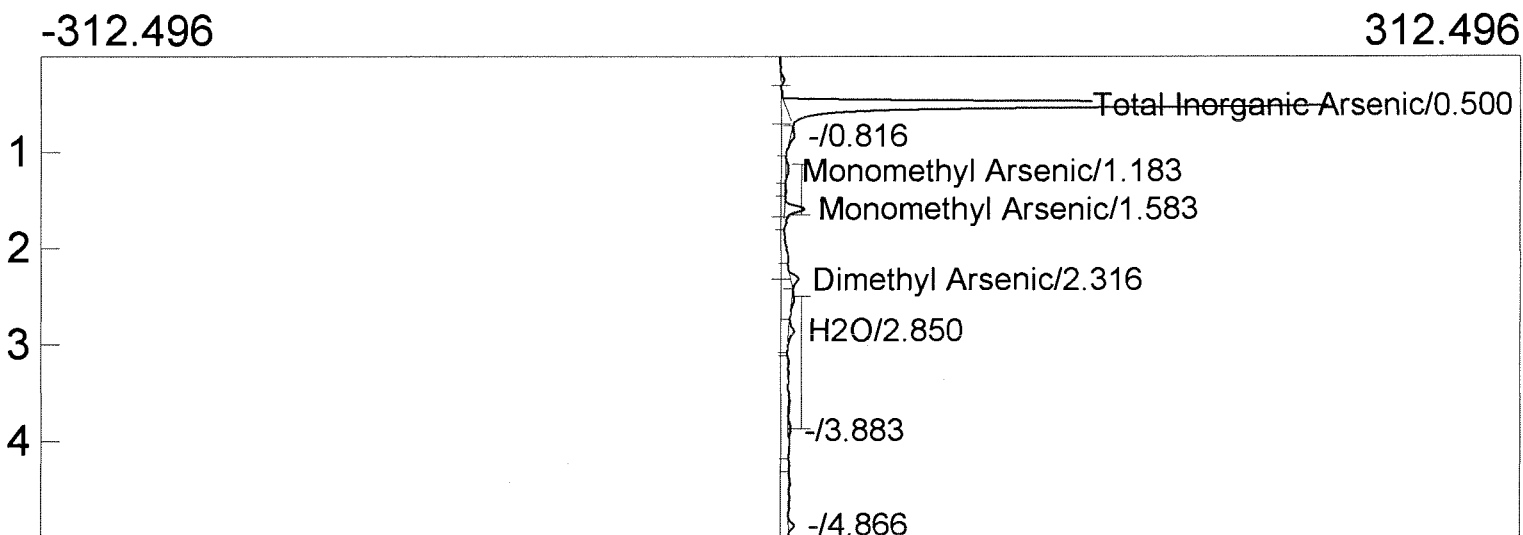 -312.496 312.496
Total Inorganic Arsenic/0.500
-/0.816
1
Monomethyl Arsenic/1.183
Monomethyl Arsenic/1.583
2
Dimethyl Arsenic/2.316
H2O/2.850
3
-/3.883
4
-/4.866